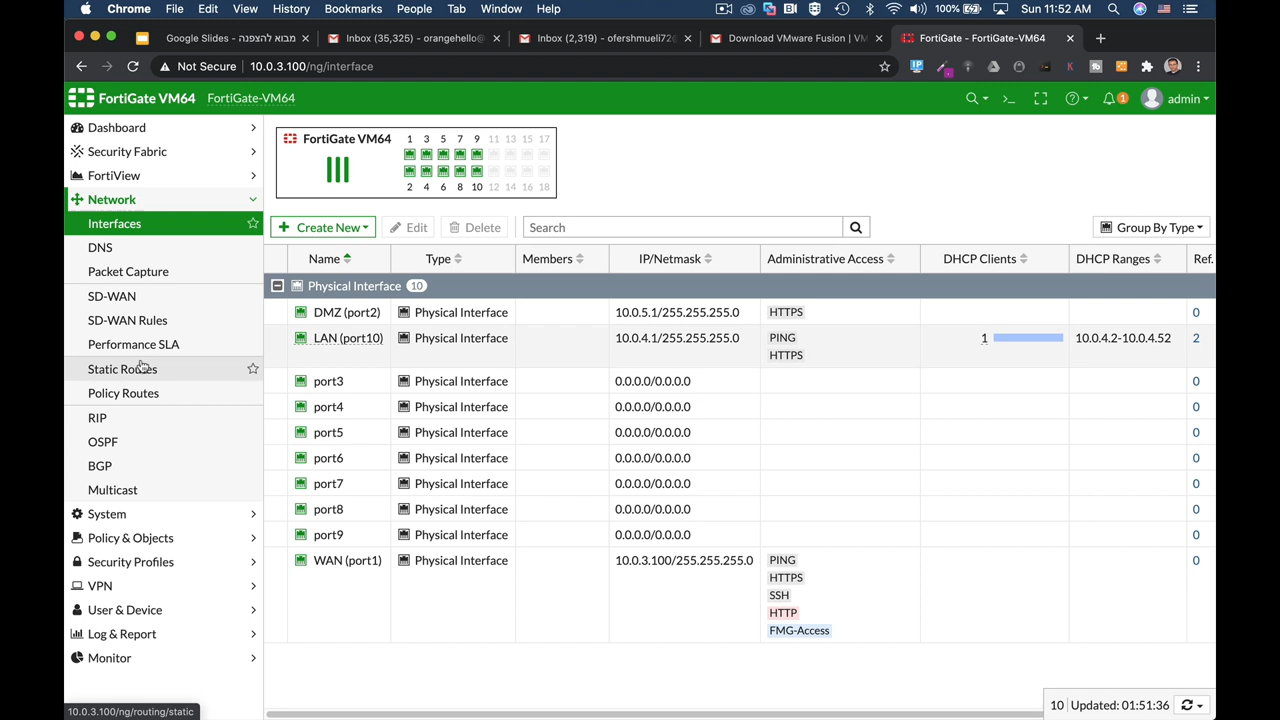 Chrome File Edit View History Bookmarks People Tab Window Help 100% Sun 11:52 AM
Google Slides - מבוא להצפנה Inbox (35,325) - orangehello@ Inbox (2,319) - ofershmueli72@ Download VMware Fusion | VM FortiGate - FortiGate-VM64
Not Secure 10.0.3.100/ng/interface
FortiGate VM64 FortiGate-VM64 1 admin
Dashboard
Security Fabric
FortiView
Network
Interfaces
DNS
Packet Capture
SD-WAN
SD-WAN Rules
Performance SLA
Static Routes
Policy Routes
RIP
OSPF
BGP
Multicast
System
Policy & Objects
Security Profiles
VPN
User & Device
Log & Report
Monitor
10.0.3.100/ng/routing/static
FortiGate VM64 1 3 5 7 9 11 13 15 17
2 4 6 8 10 12 14 16 18
+ Create New Edit Delete Search Group By Type
Name Type Members IP/Netmask Administrative Access DHCP Clients DHCP Ranges Ref.
Physical Interface 10
DMZ (port2) Physical Interface 10.0.5.1/255.255.255.0 HTTPS 0
LAN (port10) Physical Interface 10.0.4.1/255.255.255.0 PING 1 10.0.4.2-10.0.4.52 2
HTTPS
port3 Physical Interface 0.0.0.0/0.0.0.0 0
port4 Physical Interface 0.0.0.0/0.0.0.0 0
port5 Physical Interface 0.0.0.0/0.0.0.0 0
port6 Physical Interface 0.0.0.0/0.0.0.0 0
port7 Physical Interface 0.0.0.0/0.0.0.0 0
port8 Physical Interface 0.0.0.0/0.0.0.0 0
port9 Physical Interface 0.0.0.0/0.0.0.0 0
WAN (port1) Physical Interface 10.0.3.100/255.255.255.0 PING 0
HTTPS
SSH
HTTP
FMG-Access
10 Updated: 01:51:36